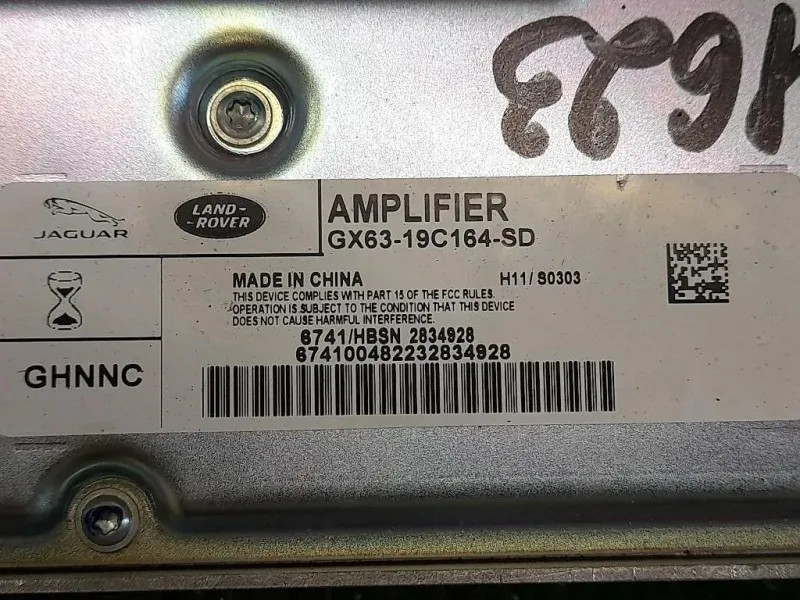 1623
JAGUAR
LAND-
-ROVER
AMPLIFIER
GX63-19C164-SD
MADE IN CHINA
H11/ S0303
THIS DEVICE COMPLIES WITH PART 15 OF THE FCC RULES.
OPERATION IS SUBJECT TO THE CONDITION THAT THIS DEVICE
DOES NOT CAUSE HARMFUL INTERFERENCE.
6741/HBSN 2834928
674100482232834928
GHNNC